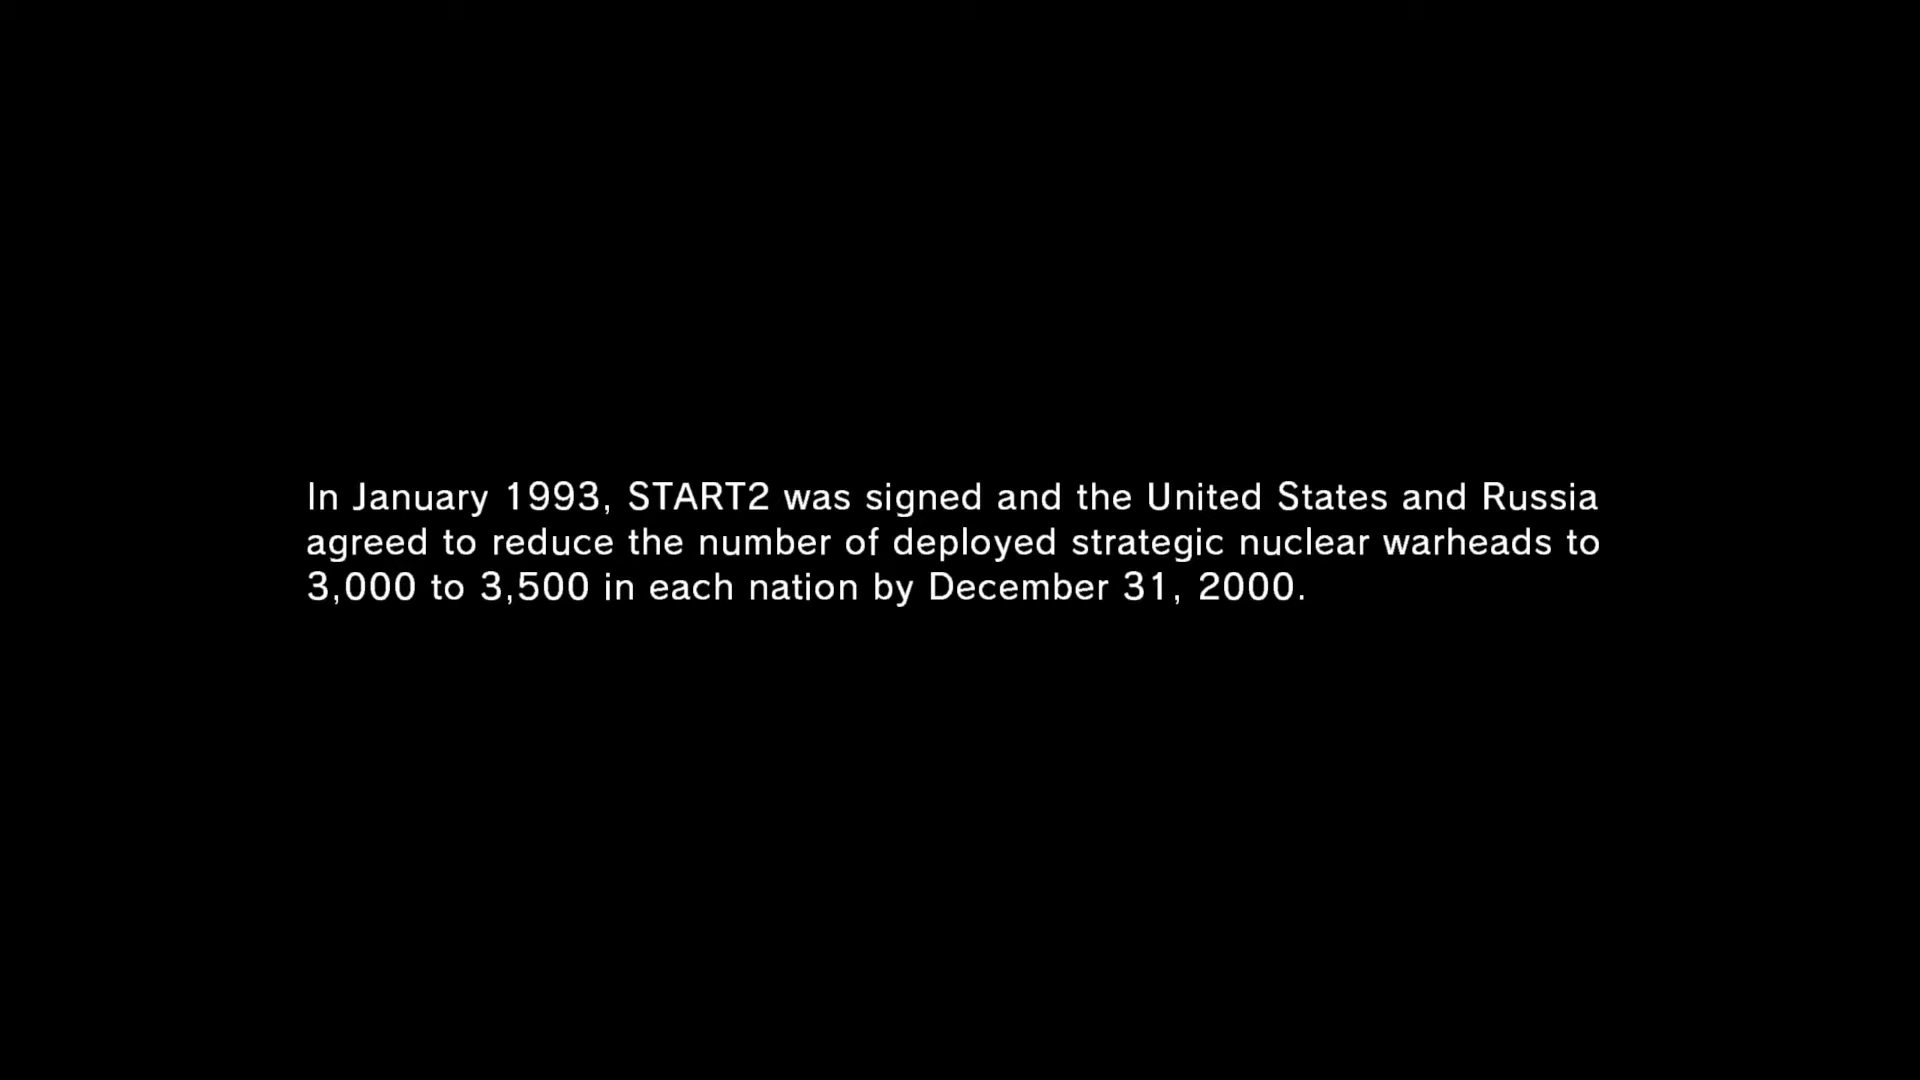 In January 1993, START2 was signed and the United States and Russia
agreed to reduce the number of deployed strategic nuclear warheads to
3,000 to 3,500 in each nation by December 31, 2000.